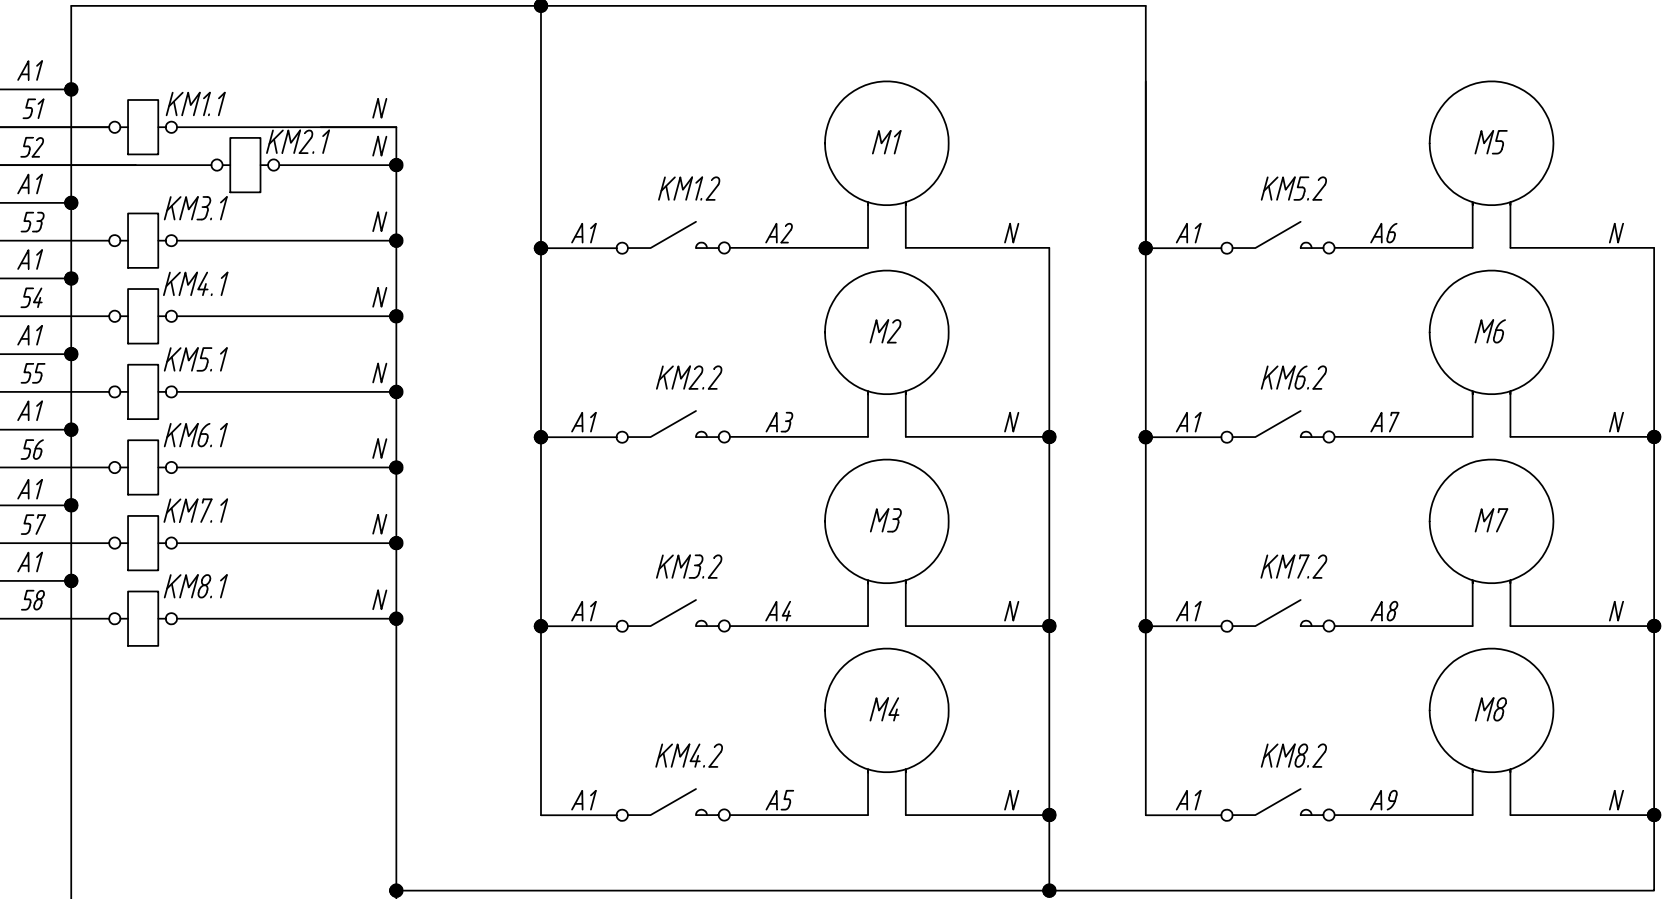 A1
51 KM1.1 N
52 KM2.1 N
A1
53 KM3.1 N
A1
54 KM4.1 N
A1
55 KM5.1 N
A1
56 KM6.1 N
A1
57 KM7.1 N
A1
58 KM8.1 N
M1
KM1.2
A1 A2 N
M2
KM2.2
A1 A3 N
M3
KM3.2
A1 A4 N
M4
KM4.2
A1 A5 N
M5
KM5.2
A1 A6 N
M6
KM6.2
A1 A7 N
M7
KM7.2
A1 A8 N
M8
KM8.2
A1 A9 N